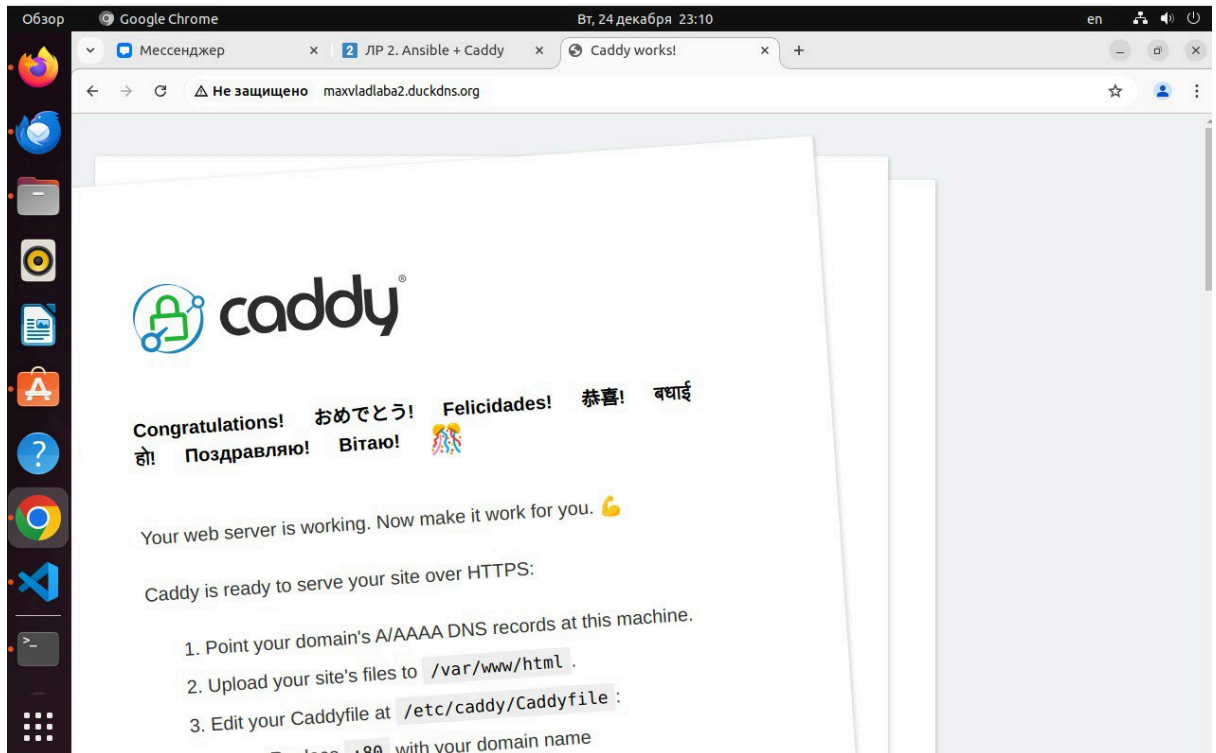 Обзор
Google Chrome
Вт, 24 декабря 23:10
en
Мессенджер
2 ЛР 2. Ansible + Caddy
Caddy works!
Не защищено maxvladlaba2.duckdns.org
caddy®
Congratulations! おめでとう! Felicidades! 恭喜! बधाई
हो! Поздравляю! Вітаю!
Your web server is working. Now make it work for you.
Caddy is ready to serve your site over HTTPS:
1. Point your domain's A/AAAA DNS records at this machine.
2. Upload your site's files to /var/www/html .
3. Edit your Caddyfile at /etc/caddy/Caddyfile :
Replace :80 with your domain name